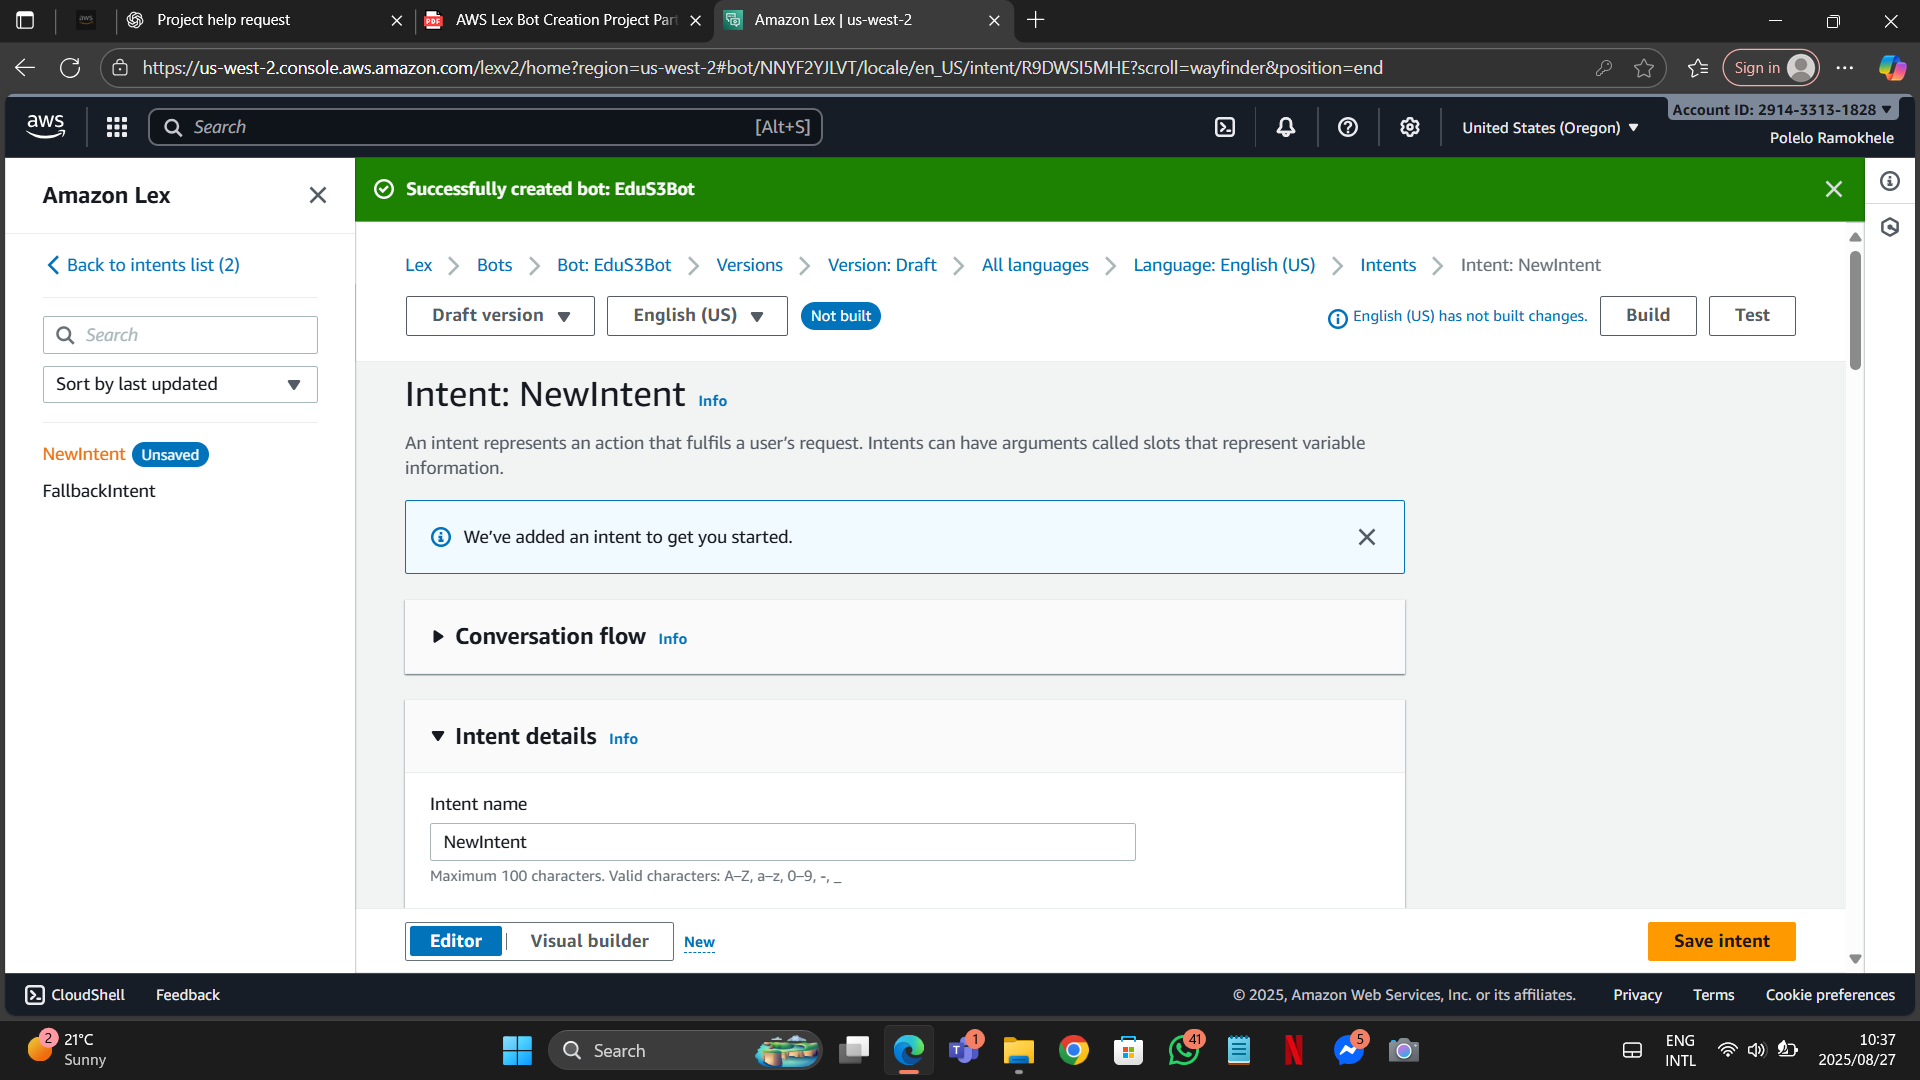 Project help request
AWS Lex Bot Creation Project Part
Amazon Lex | us-west-2
https://us-west-2.console.aws.amazon.com/lexv2/home?region=us-west-2#bot/NNYF2YJLVT/locale/en_US/intent/R9DWSI5MHE?scroll=wayfinder&position=end
Sign in
aws
Search
[Alt+S]
United States (Oregon)
Account ID: 2914-3313-1828
Polelo Ramokhele
Amazon Lex
Successfully created bot: EduS3Bot
Back to intents list (2)
Search
Sort by last updated
NewIntent Unsaved
FallbackIntent
Lex
Bots
Bot: EduS3Bot
Versions
Version: Draft
All languages
Language: English (US)
Intents
Intent: NewIntent
Draft version
English (US)
Not built
English (US) has not built changes.
Build
Test
Intent: NewIntent Info
An intent represents an action that fulfils a user’s request. Intents can have arguments called slots that represent variable
information.
We’ve added an intent to get you started.
Conversation flow Info
Intent details Info
Intent name
NewIntent
Maximum 100 characters. Valid characters: A–Z, a–z, 0–9, -, _
Editor
Visual builder
New
Save intent
CloudShell
Feedback
© 2025, Amazon Web Services, Inc. or its affiliates.
Privacy
Terms
Cookie preferences
2
21°C
Sunny
Search
1
41
N
5
ENG
INTL
10:37
2025/08/27